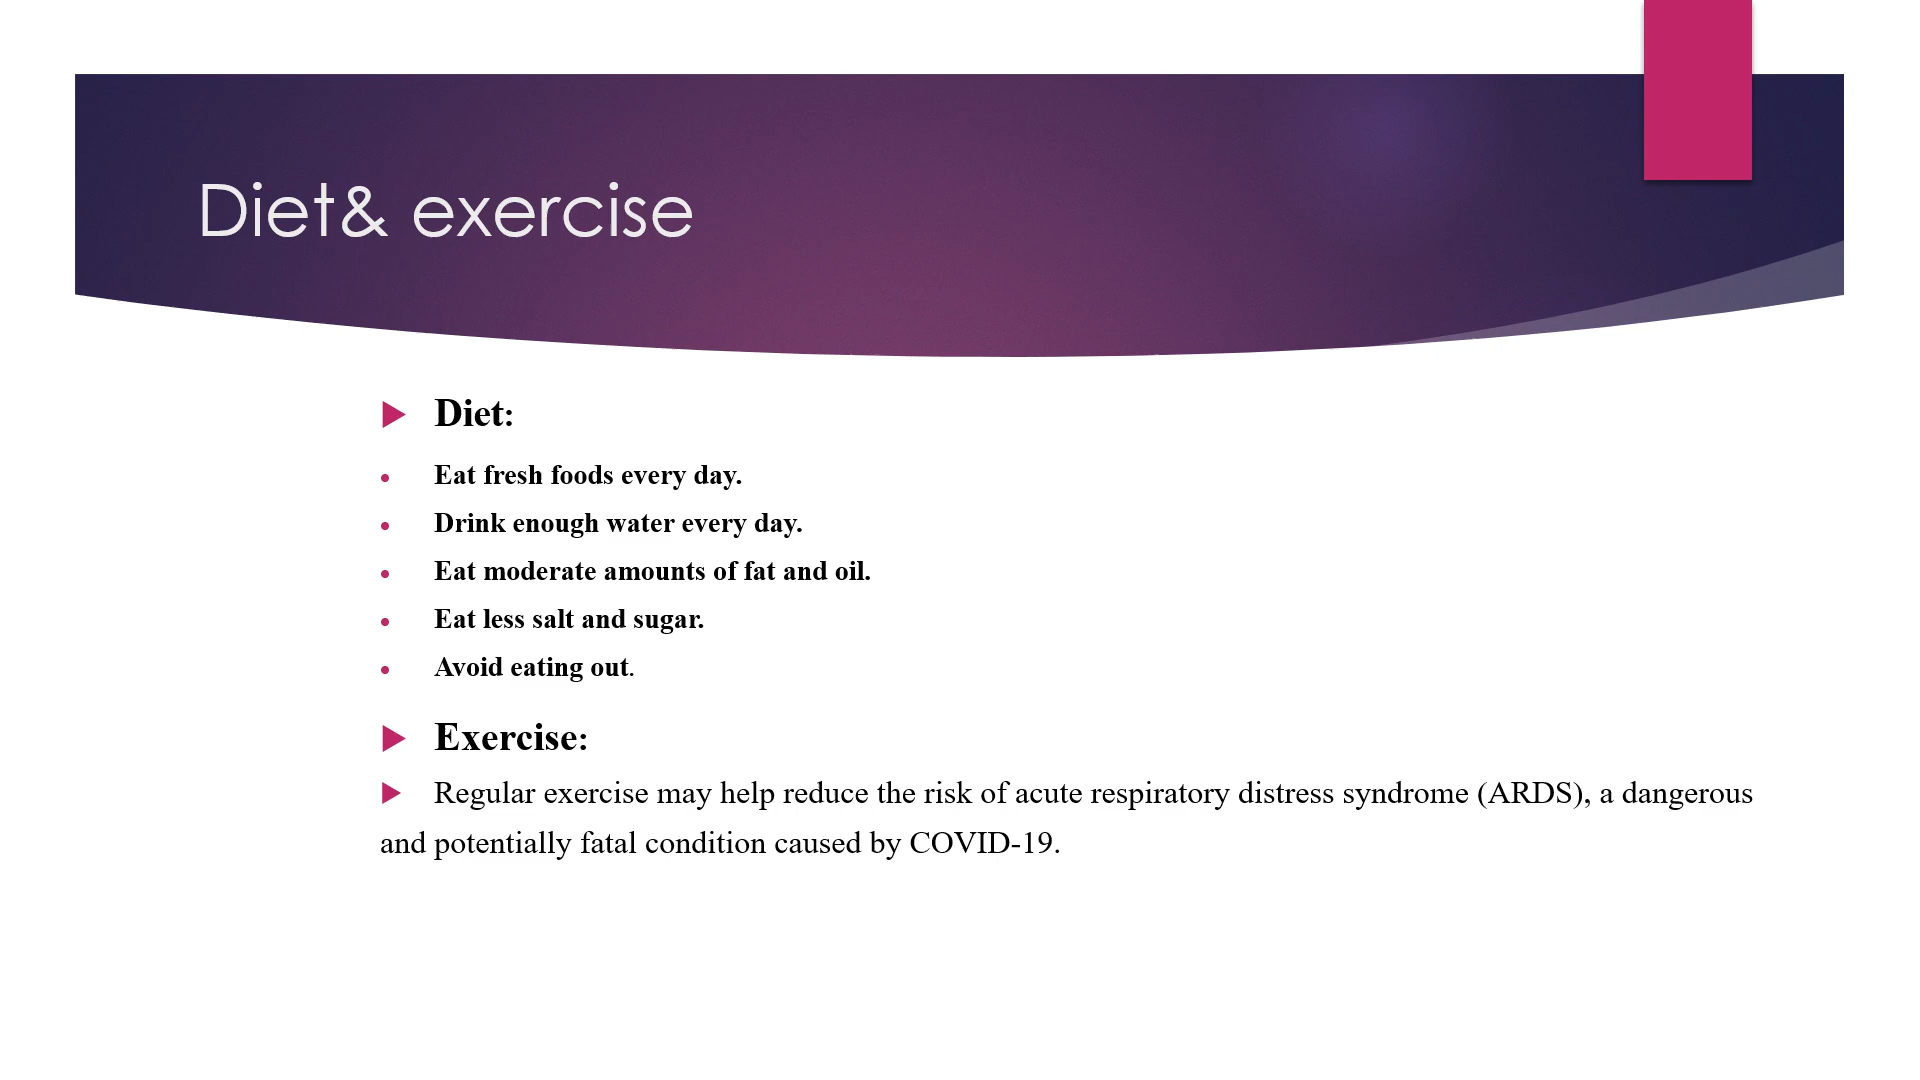 Diet& exercise
Diet:
Eat fresh foods every day.
Drink enough water every day.
Eat moderate amounts of fat and oil.
Eat less salt and sugar.
Avoid eating out.
Exercise:
Regular exercise may help reduce the risk of acute respiratory distress syndrome (ARDS), a dangerous
and potentially fatal condition caused by COVID-19.